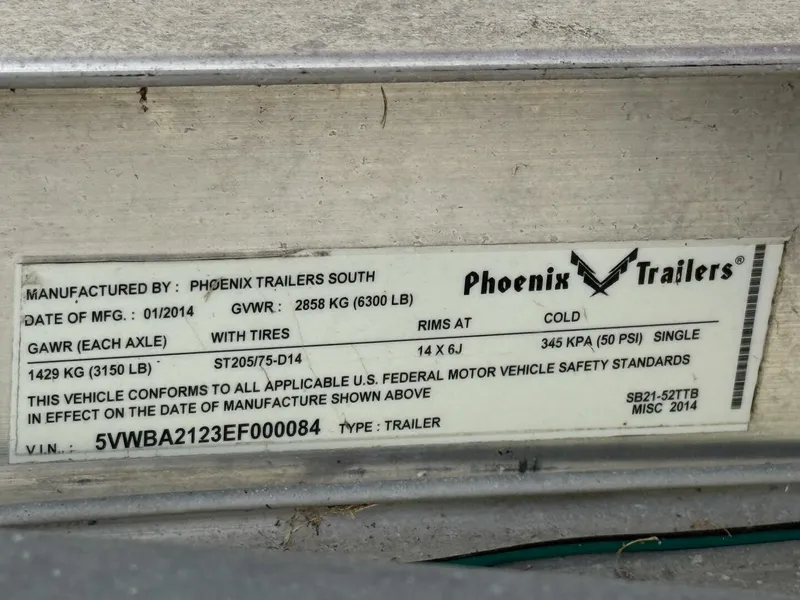 MANUFACTURED BY : PHOENIX TRAILERS SOUTH
Phoenix Trailers®
DATE OF MFG. : 01/2014 GVWR : 2858 KG (6300 LB)
GAWR (EACH AXLE) WITH TIRES RIMS AT COLD
1429 KG (3150 LB) ST205/75-D14 14 X 6J 345 KPA (50 PSI) SINGLE
THIS VEHICLE CONFORMS TO ALL APPLICABLE U.S. FEDERAL MOTOR VEHICLE SAFETY STANDARDS
IN EFFECT ON THE DATE OF MANUFACTURE SHOWN ABOVE
SB21-52TTB
MISC 2014
V.I.N.. : 5VWBA2123EF000084 TYPE : TRAILER